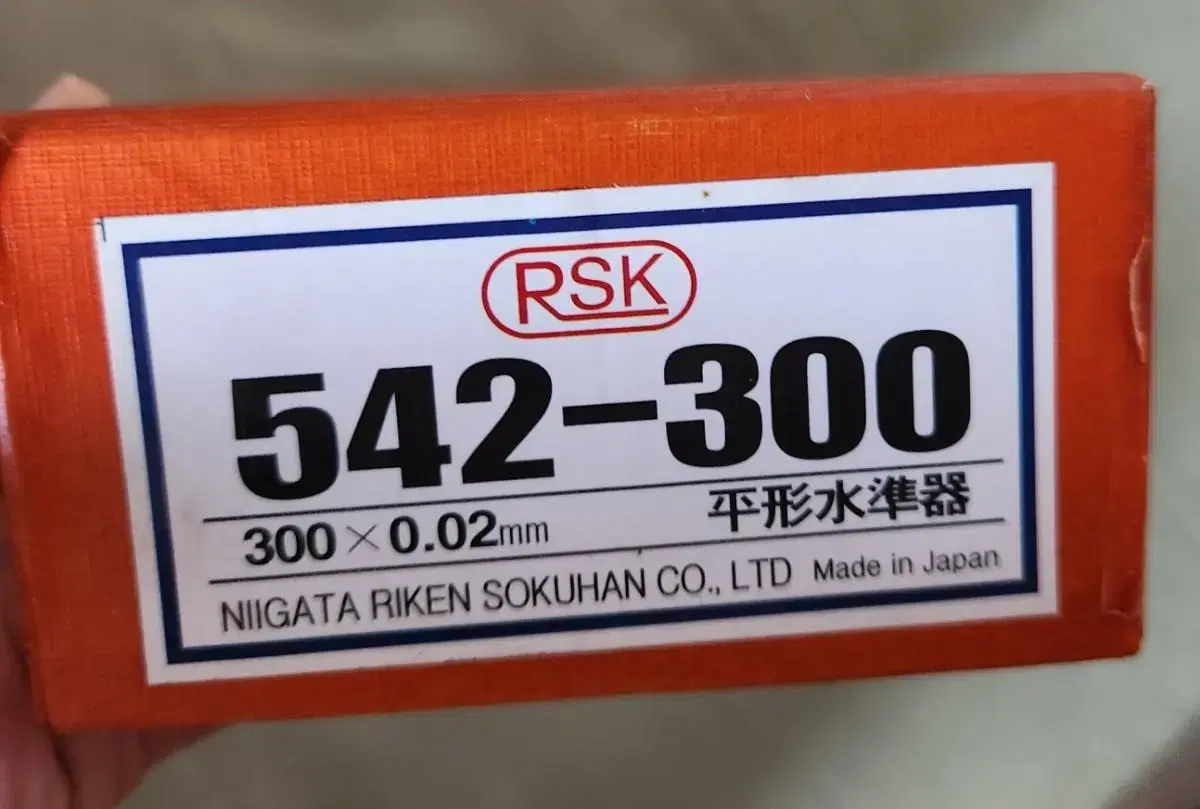 RSK
542-300
300×0.02mm 平形水準器
NIIGATA RIKEN SOKUHAN CO., LTD Made in Japan